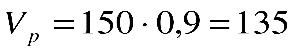 V_p = 150 · 0,9 = 135